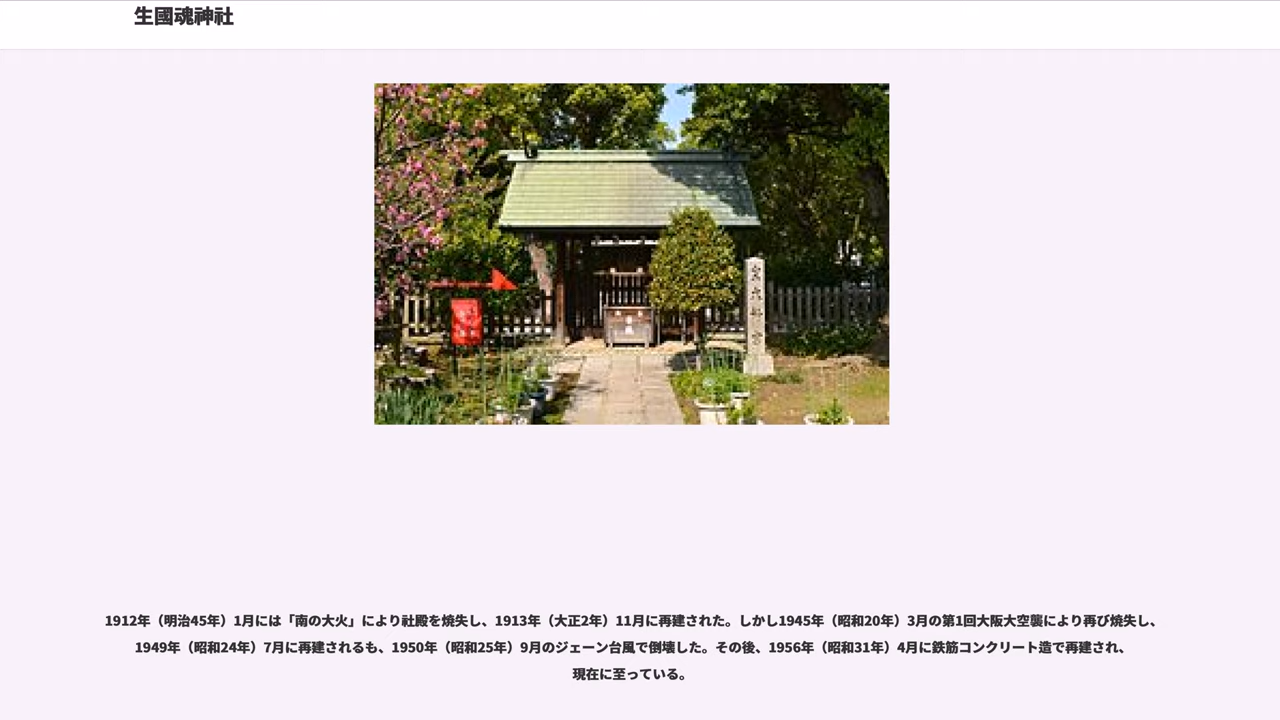 生國魂神社
1912年（明治45年）1月には「南の大火」により社殿を焼失し、1913年（大正2年）11月に再建された。しかし1945年（昭和20年）3月の第1回大阪大空襲により再び焼失し、
1949年（昭和24年）7月に再建されるも、1950年（昭和25年）9月のジェーン台風で倒壊した。その後、1956年（昭和31年）4月に鉄筋コンクリート造で再建され、
現在に至っている。